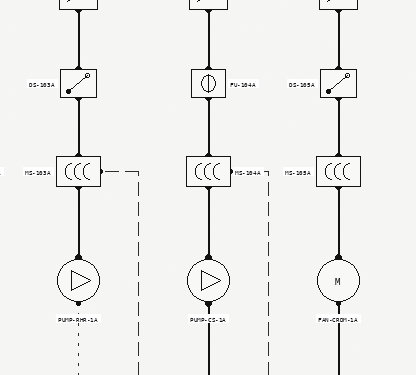 DS-103A
FU-104A
DS-105A
MS-103A
MS-104A
MS-105A
M
PUMP-RHR-1A
PUMP-CS-1A
FAN-CRDM-1A